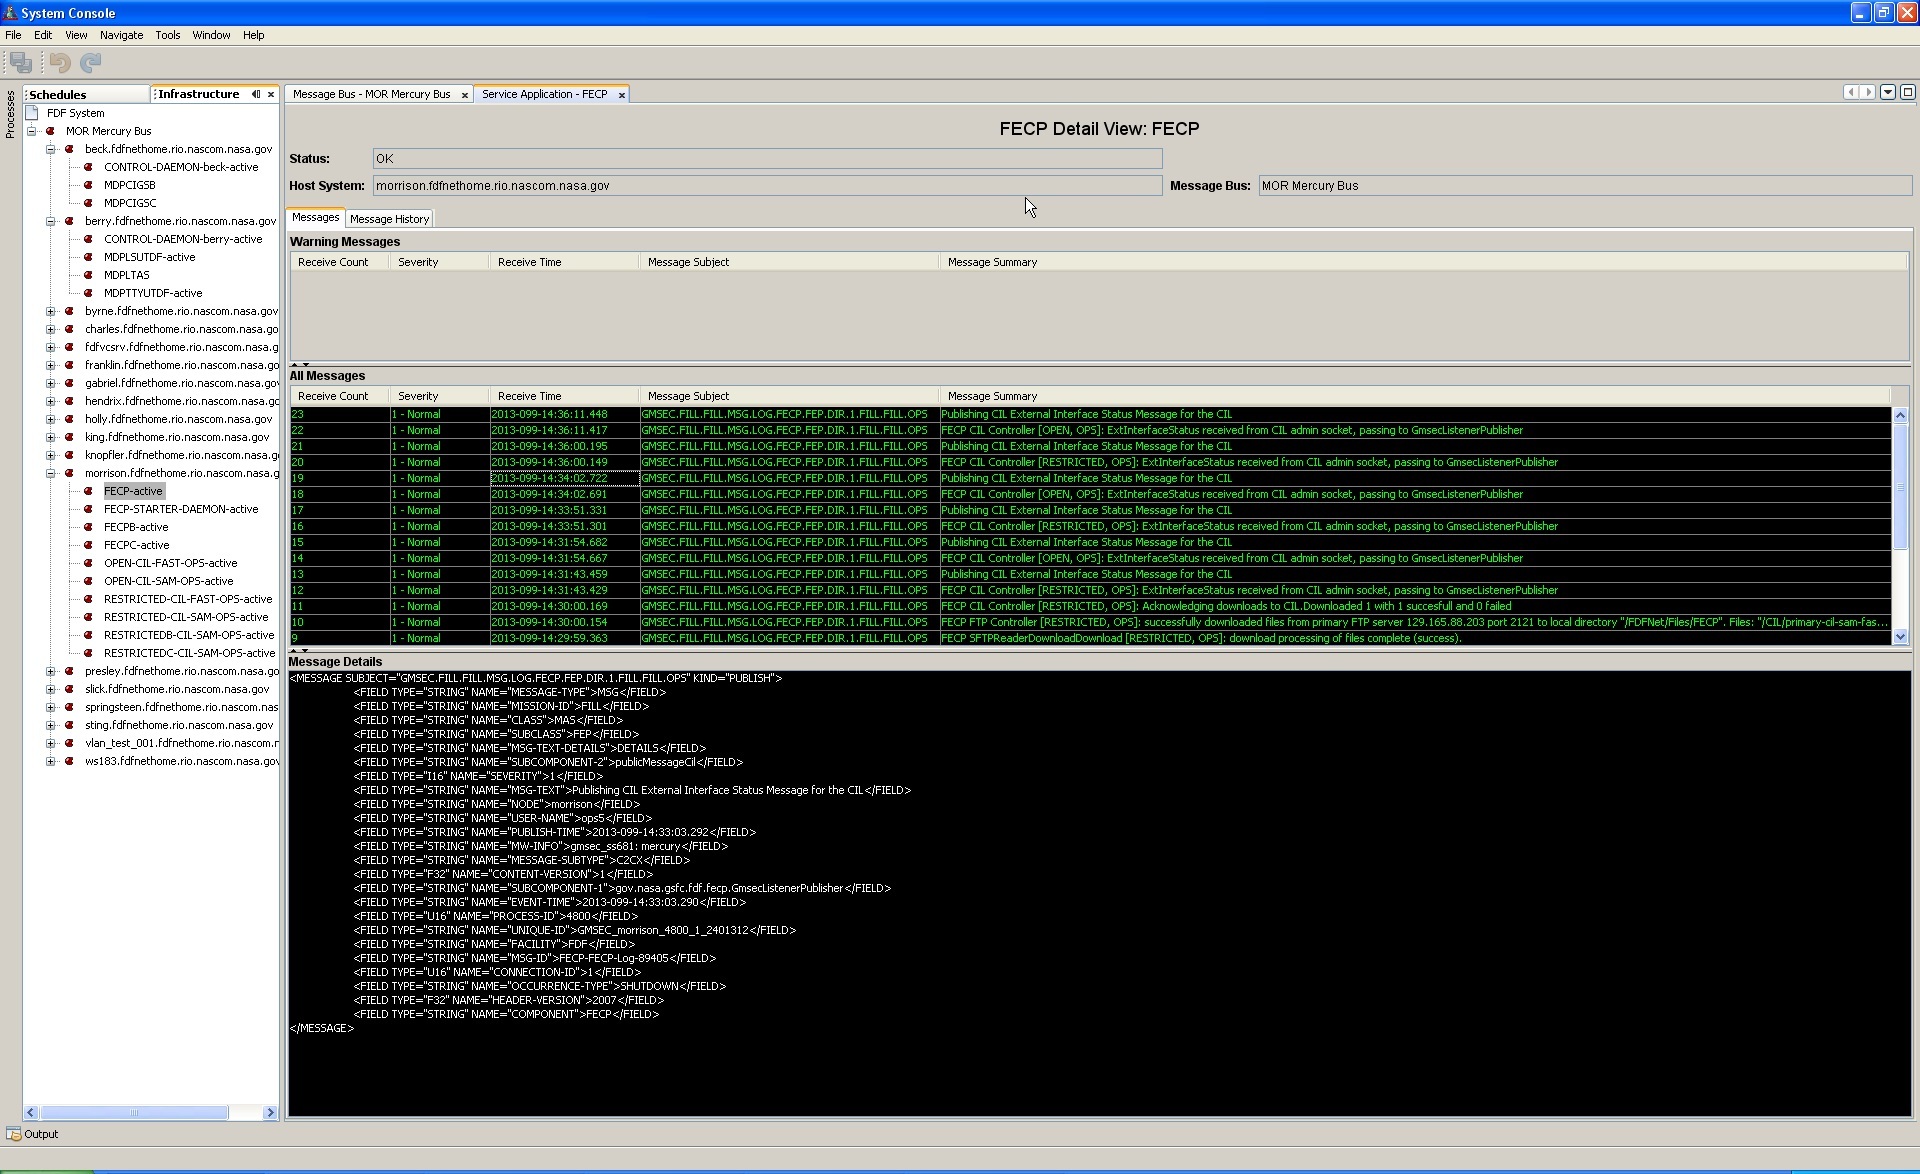 System Console
File Edit View Navigate Tools Window Help
Processes
Schedules
Infrastructure
FDF System
MOR Mercury Bus
beck.fdfnethome.rio.nascom.nasa.gov
CONTROL-DAEMON-beck-active
MDPCIGSB
MDPCIGSC
berry.fdfnethome.rio.nascom.nasa.gov
CONTROL-DAEMON-berry-active
MDPLSUTDF-active
MDPLTAS
MDPTTYUTDF-active
byrne.fdfnethome.rio.nascom.nasa.gov
charles.fdfnethome.rio.nascom.nasa.go
fdfvcsrv.fdfnethome.rio.nascom.nasa.g
franklin.fdfnethome.rio.nascom.nasa.go
gabriel.fdfnethome.rio.nascom.nasa.gov
hendrix.fdfnethome.rio.nascom.nasa.go
holly.fdfnethome.rio.nascom.nasa.gov
king.fdfnethome.rio.nascom.nasa.gov
knopfler.fdfnethome.rio.nascom.nasa.g
morrison.fdfnethome.rio.nascom.nasa.g
FECP-active
FECP-STARTER-DAEMON-active
FECPB-active
FECPC-active
OPEN-CIL-FAST-OPS-active
OPEN-CIL-SAM-OPS-active
RESTRICTED-CIL-FAST-OPS-active
RESTRICTED-CIL-SAM-OPS-active
RESTRICTEDB-CIL-SAM-OPS-active
RESTRICTEDC-CIL-SAM-OPS-active
presley.fdfnethome.rio.nascom.nasa.go
slick.fdfnethome.rio.nascom.nasa.gov
springsteen.fdfnethome.rio.nascom.nas
sting.fdfnethome.rio.nascom.nasa.gov
vlan_test_001.fdfnethome.rio.nascom.r
ws183.fdfnethome.rio.nascom.nasa.gov
Message Bus - MOR Mercury Bus
Service Application - FECP
FECP Detail View: FECP
Status: OK
Host System: morrison.fdfnethome.rio.nascom.nasa.gov Message Bus: MOR Mercury Bus
Messages Message History
Warning Messages
Receive Count Severity Receive Time Message Subject Message Summary
All Messages
Receive Count Severity Receive Time Message Subject Message Summary
23 1 - Normal 2013-099-14:36:11.448 GMSEC.FILL.FILL.MSG.LOG.FECP.FEP.DIR.1.FILL.FILL.OPS Publishing CIL External Interface Status Message for the CIL
22 1 - Normal 2013-099-14:36:11.417 GMSEC.FILL.FILL.MSG.LOG.FECP.FEP.DIR.1.FILL.FILL.OPS FECP CIL Controller [OPEN, OPS]: ExtInterfaceStatus received from CIL admin socket, passing to GmsecListenerPublisher
21 1 - Normal 2013-099-14:36:00.195 GMSEC.FILL.FILL.MSG.LOG.FECP.FEP.DIR.1.FILL.FILL.OPS Publishing CIL External Interface Status Message for the CIL
20 1 - Normal 2013-099-14:36:00.149 GMSEC.FILL.FILL.MSG.LOG.FECP.FEP.DIR.1.FILL.FILL.OPS FECP CIL Controller [RESTRICTED, OPS]: ExtInterfaceStatus received from CIL admin socket, passing to GmsecListenerPublisher
19 1 - Normal 2013-099-14:34:02.722 GMSEC.FILL.FILL.MSG.LOG.FECP.FEP.DIR.1.FILL.FILL.OPS Publishing CIL External Interface Status Message for the CIL
18 1 - Normal 2013-099-14:34:02.691 GMSEC.FILL.FILL.MSG.LOG.FECP.FEP.DIR.1.FILL.FILL.OPS FECP CIL Controller [OPEN, OPS]: ExtInterfaceStatus received from CIL admin socket, passing to GmsecListenerPublisher
17 1 - Normal 2013-099-14:33:51.331 GMSEC.FILL.FILL.MSG.LOG.FECP.FEP.DIR.1.FILL.FILL.OPS Publishing CIL External Interface Status Message for the CIL
16 1 - Normal 2013-099-14:33:51.301 GMSEC.FILL.FILL.MSG.LOG.FECP.FEP.DIR.1.FILL.FILL.OPS FECP CIL Controller [RESTRICTED, OPS]: ExtInterfaceStatus received from CIL admin socket, passing to GmsecListenerPublisher
15 1 - Normal 2013-099-14:31:54.682 GMSEC.FILL.FILL.MSG.LOG.FECP.FEP.DIR.1.FILL.FILL.OPS Publishing CIL External Interface Status Message for the CIL
14 1 - Normal 2013-099-14:31:54.667 GMSEC.FILL.FILL.MSG.LOG.FECP.FEP.DIR.1.FILL.FILL.OPS FECP CIL Controller [OPEN, OPS]: ExtInterfaceStatus received from CIL admin socket, passing to GmsecListenerPublisher
13 1 - Normal 2013-099-14:31:43.459 GMSEC.FILL.FILL.MSG.LOG.FECP.FEP.DIR.1.FILL.FILL.OPS Publishing CIL External Interface Status Message for the CIL
12 1 - Normal 2013-099-14:31:43.429 GMSEC.FILL.FILL.MSG.LOG.FECP.FEP.DIR.1.FILL.FILL.OPS FECP CIL Controller [RESTRICTED, OPS]: ExtInterfaceStatus received from CIL admin socket, passing to GmsecListenerPublisher
11 1 - Normal 2013-099-14:30:00.169 GMSEC.FILL.FILL.MSG.LOG.FECP.FEP.DIR.1.FILL.FILL.OPS FECP CIL Controller [RESTRICTED, OPS]: Acknowledging downloads to CIL.Downloaded 1 with 1 succesfull and 0 failed
10 1 - Normal 2013-099-14:30:00.154 GMSEC.FILL.FILL.MSG.LOG.FECP.FEP.DIR.1.FILL.FILL.OPS FECP FTP Controller [RESTRICTED, OPS]: successfully downloaded files from primary FTP server 129.165.88.203 port 2121 to local directory "/FDFNet/Files/FECP". Files: "/CIL/primary-cil-sam-fas...
9 1 - Normal 2013-099-14:29:59.363 GMSEC.FILL.FILL.MSG.LOG.FECP.FEP.DIR.1.FILL.FILL.OPS FECP SFTPReaderDownloadDownload [RESTRICTED, OPS]: download processing of files complete (success).
Message Details
<MESSAGE SUBJECT="GMSEC.FILL.FILL.MSG.LOG.FECP.FEP.DIR.1.FILL.FILL.OPS" KIND="PUBLISH">
<FIELD TYPE="STRING" NAME="MESSAGE-TYPE">MSG</FIELD>
<FIELD TYPE="STRING" NAME="MISSION-ID">FILL</FIELD>
<FIELD TYPE="STRING" NAME="CLASS">MAS</FIELD>
<FIELD TYPE="STRING" NAME="SUBCLASS">FEP</FIELD>
<FIELD TYPE="STRING" NAME="MSG-TEXT-DETAILS">DETAILS</FIELD>
<FIELD TYPE="STRING" NAME="SUBCOMPONENT-2">publicMessageCil</FIELD>
<FIELD TYPE="I16" NAME="SEVERITY">1</FIELD>
<FIELD TYPE="STRING" NAME="MSG-TEXT">Publishing CIL External Interface Status Message for the CIL</FIELD>
<FIELD TYPE="STRING" NAME="NODE">morrison</FIELD>
<FIELD TYPE="STRING" NAME="USER-NAME">ops5</FIELD>
<FIELD TYPE="STRING" NAME="PUBLISH-TIME">2013-099-14:33:03.292</FIELD>
<FIELD TYPE="STRING" NAME="MW-INFO">gmsec_ss681: mercury</FIELD>
<FIELD TYPE="STRING" NAME="MESSAGE-SUBTYPE">C2CX</FIELD>
<FIELD TYPE="F32" NAME="CONTENT-VERSION">1</FIELD>
<FIELD TYPE="STRING" NAME="SUBCOMPONENT-1">gov.nasa.gsfc.fdf.fecp.GmsecListenerPublisher</FIELD>
<FIELD TYPE="STRING" NAME="EVENT-TIME">2013-099-14:33:03.290</FIELD>
<FIELD TYPE="U16" NAME="PROCESS-ID">4800</FIELD>
<FIELD TYPE="STRING" NAME="UNIQUE-ID">GMSEC_morrison_4800_1_2401312</FIELD>
<FIELD TYPE="STRING" NAME="FACILITY">FDF</FIELD>
<FIELD TYPE="STRING" NAME="MSG-ID">FECP-FECP-Log-89405</FIELD>
<FIELD TYPE="U16" NAME="CONNECTION-ID">1</FIELD>
<FIELD TYPE="STRING" NAME="OCCURRENCE-TYPE">SHUTDOWN</FIELD>
<FIELD TYPE="F32" NAME="HEADER-VERSION">2007</FIELD>
<FIELD TYPE="STRING" NAME="COMPONENT">FECP</FIELD>
</MESSAGE>
Output